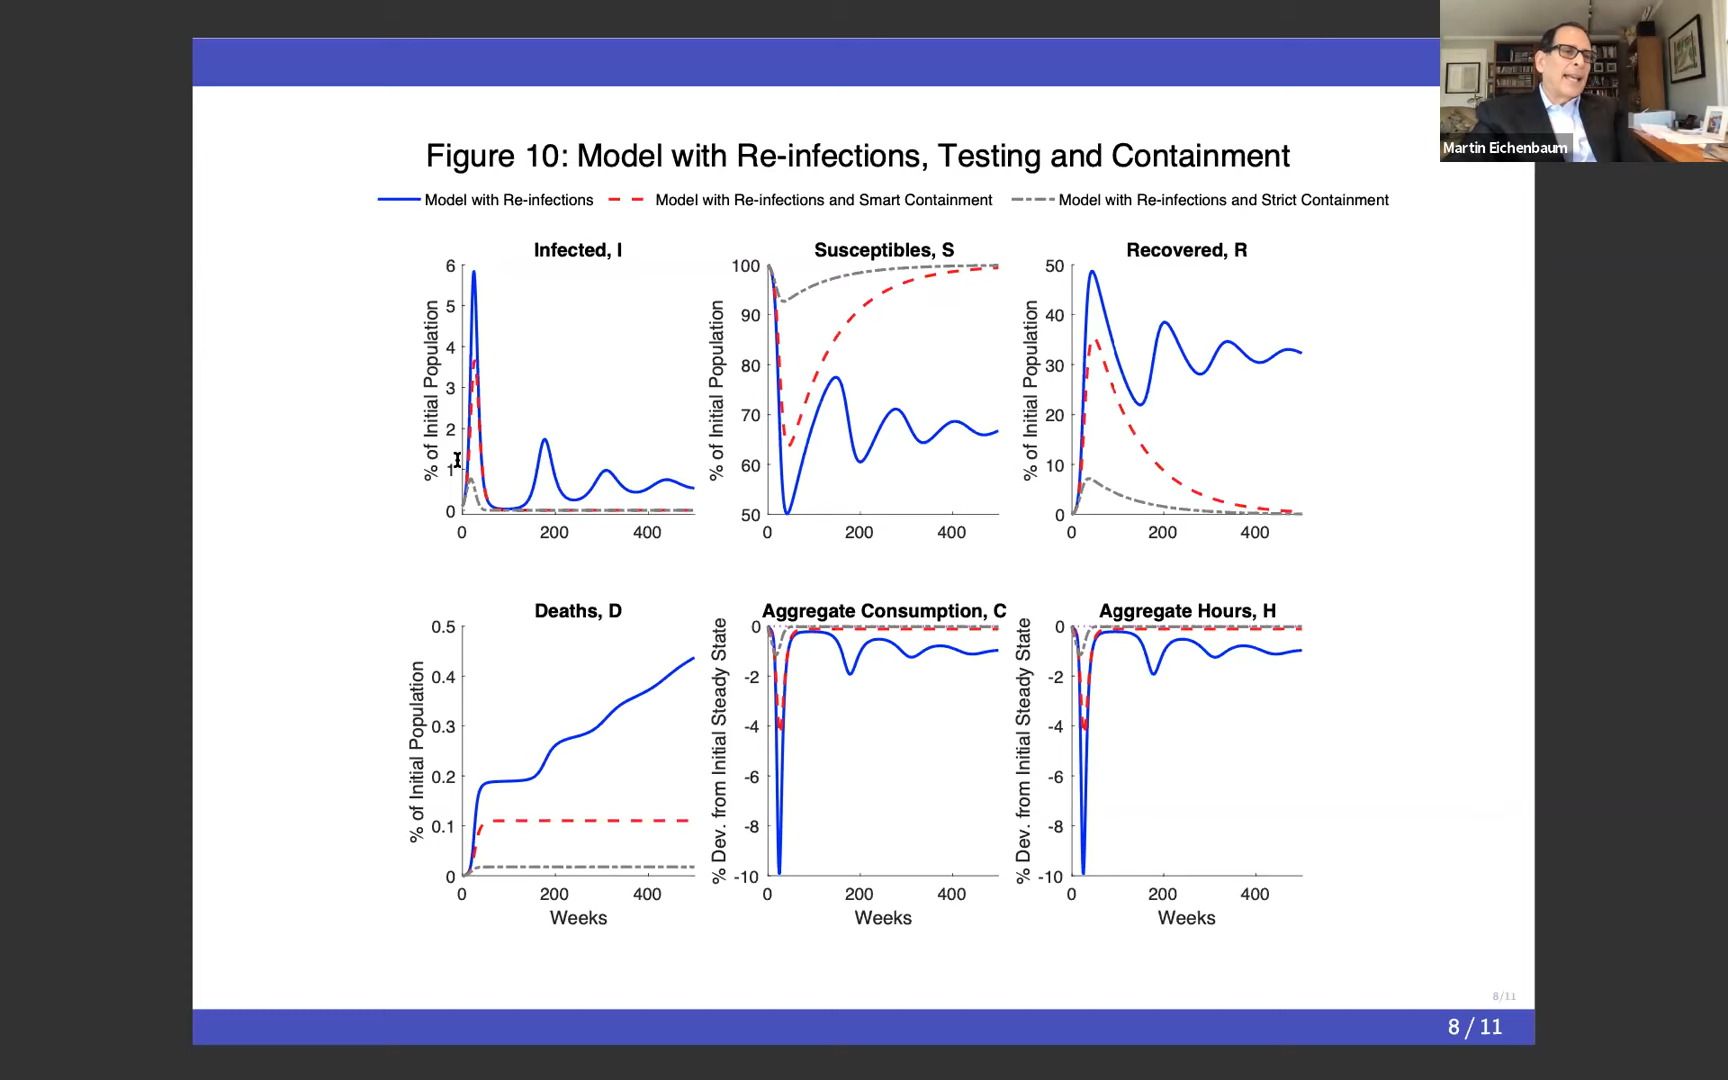 Martin Eichenbaum
Figure 10: Model with Re-infections, Testing and Containment
Model with Re-infections Model with Re-infections and Smart Containment Model with Re-infections and Strict Containment
Infected, I
% of Initial Population
6
5
4
3
2
1
0
0 200 400
Susceptibles, S
% of Initial Population
100
90
80
70
60
50
0 200 400
Recovered, R
% of Initial Population
50
40
30
20
10
0
0 200 400
Deaths, D
% of Initial Population
0.5
0.4
0.3
0.2
0.1
0
0 200 400
Weeks
Aggregate Consumption, C
% Dev. from Initial Steady State
0
-2
-4
-6
-8
-10
0 200 400
Weeks
Aggregate Hours, H
% Dev. from Initial Steady State
0
-2
-4
-6
-8
-10
0 200 400
Weeks
8/11
8 / 11